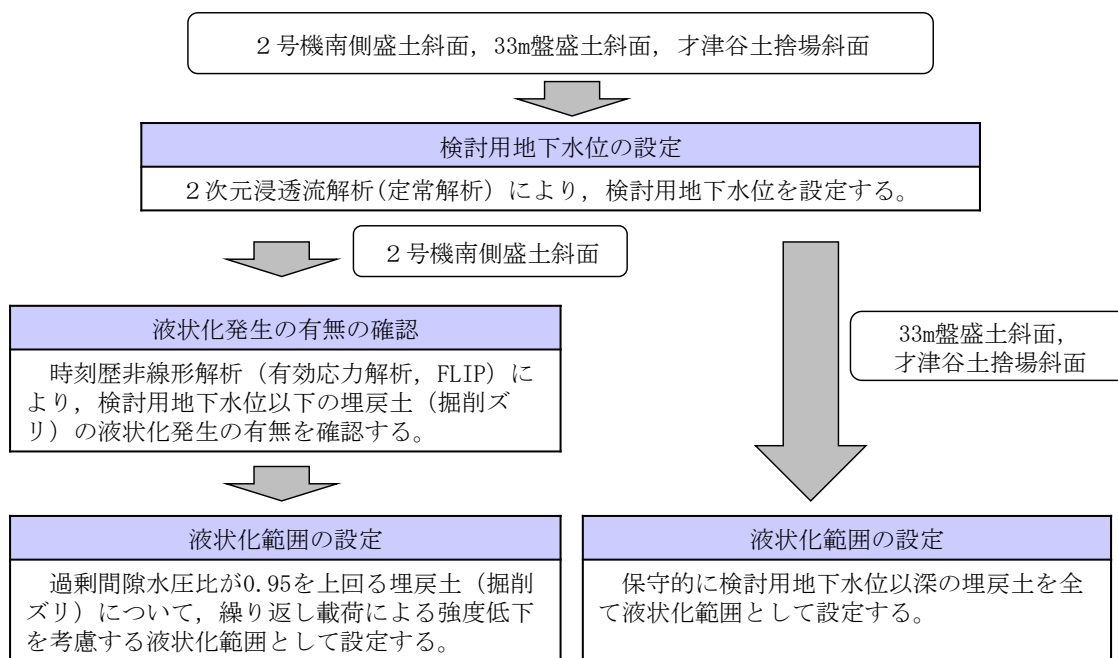 ２号機南側盛土斜面，33m盤盛土斜面，才津谷土捨場斜面
検討用地下水位の設定
２次元浸透流解析(定常解析）により，検討用地下水位を設定する。
２号機南側盛土斜面
液状化発生の有無の確認
時刻歴非線形解析（有効応力解析，FLIP）に
より，検討用地下水位以下の埋戻土（掘削ズ
リ）の液状化発生の有無を確認する。
33m盤盛土斜面，
才津谷土捨場斜面
液状化範囲の設定
過剰間隙水圧比が0.95を上回る埋戻土（掘削
ズリ）について，繰り返し載荷による強度低下
を考慮する液状化範囲として設定する。
液状化範囲の設定
保守的に検討用地下水位以深の埋戻土を全
て液状化範囲として設定する。